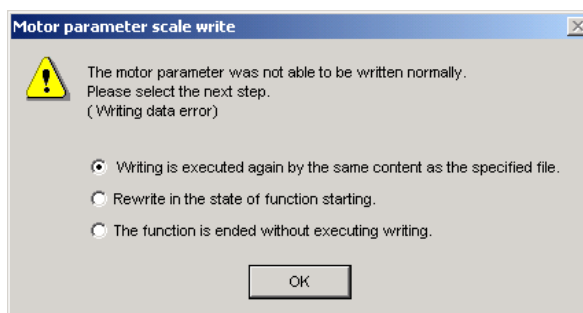 Motor parameter scale write
The motor parameter was not able to be written normally.
Please select the next step.
( Writing data error)
Writing is executed again by the same content as the specified file.
Rewrite in the state of function starting.
The function is ended without executing writing.
OK